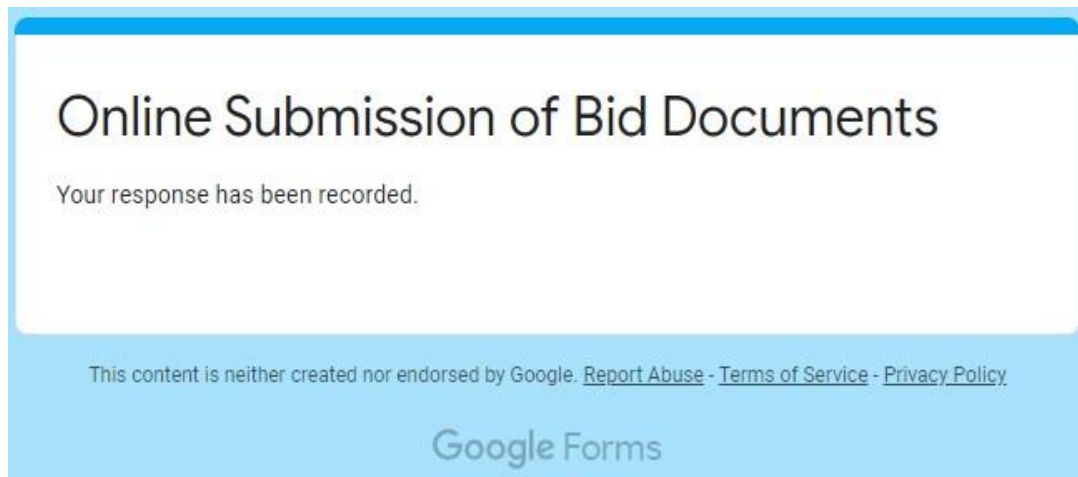 Online Submission of Bid Documents
Your response has been recorded.
This content is neither created nor endorsed by Google. Report Abuse - Terms of Service - Privacy Policy
Google Forms